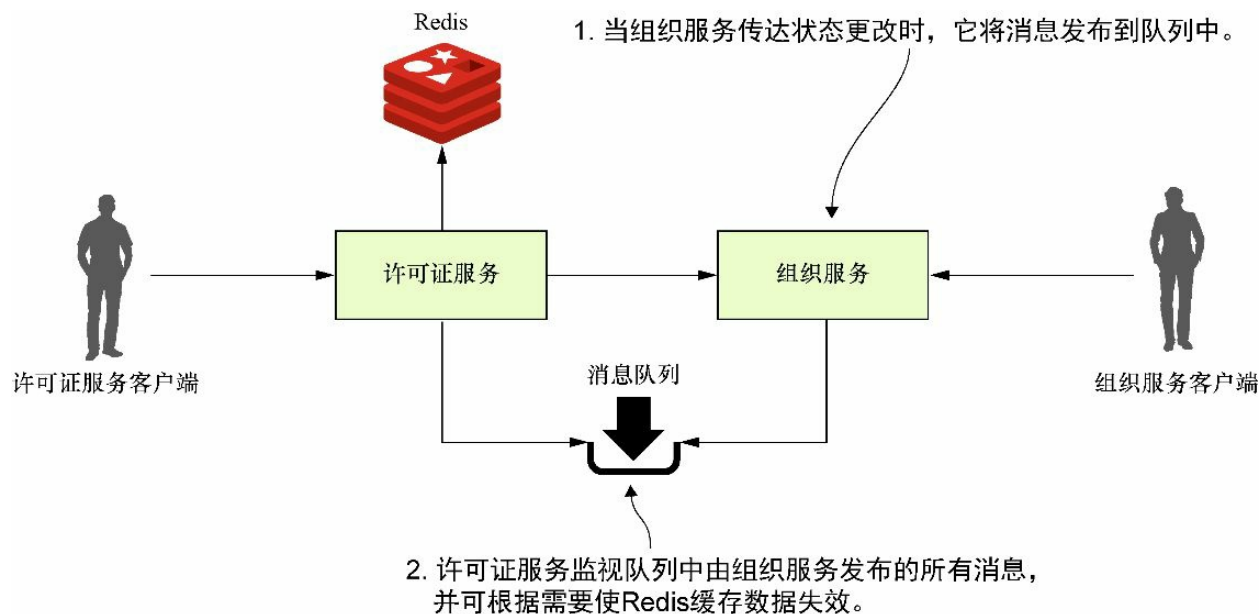 Redis
1. 当组织服务传达状态更改时，它将消息发布到队列中。
许可证服务
组织服务
许可证服务客户端
消息队列
组织服务客户端
2. 许可证服务监视队列中由组织服务发布的所有消息，
并可根据需要使Redis缓存数据失效。